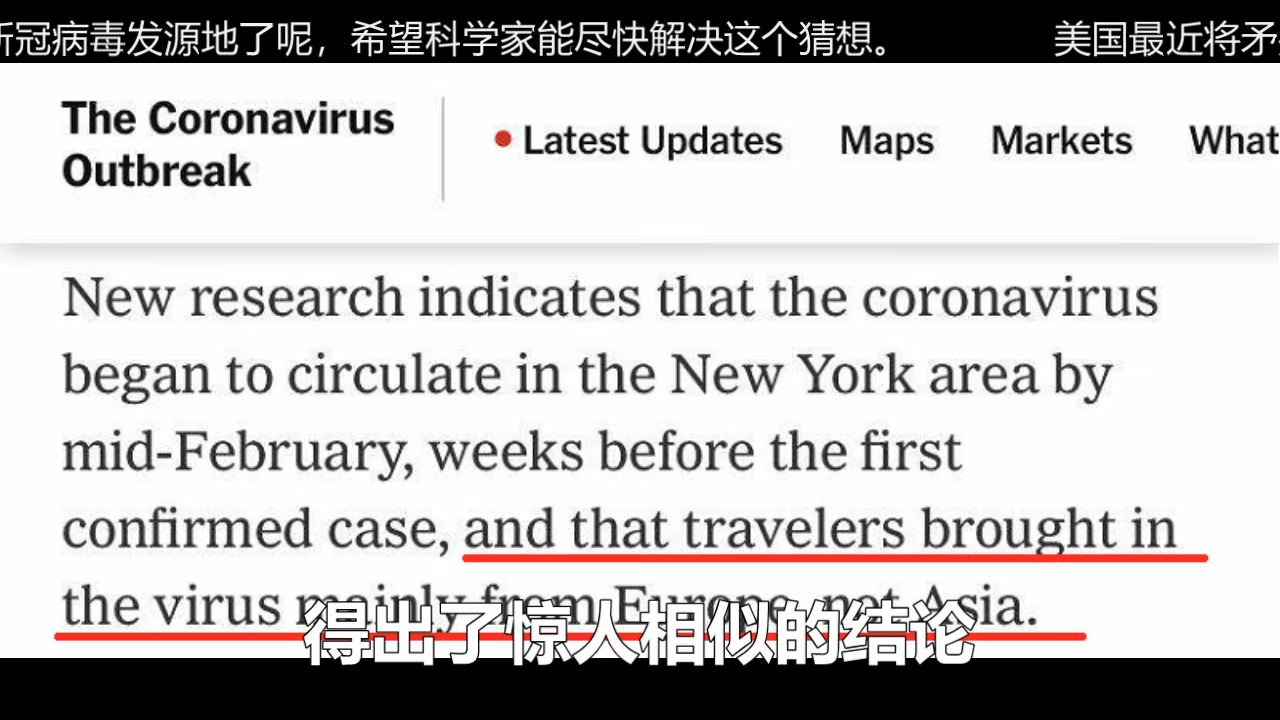 新冠病毒发源地了呢，希望科学家能尽快解决这个猜想。 美国最近将矛
The Coronavirus
Outbreak
Latest Updates Maps Markets What
New research indicates that the coronavirus
began to circulate in the New York area by
mid-February, weeks before the first
confirmed case, and that travelers brought in
the virus mainly from Europe, not Asia.
得出了惊人相似的结论